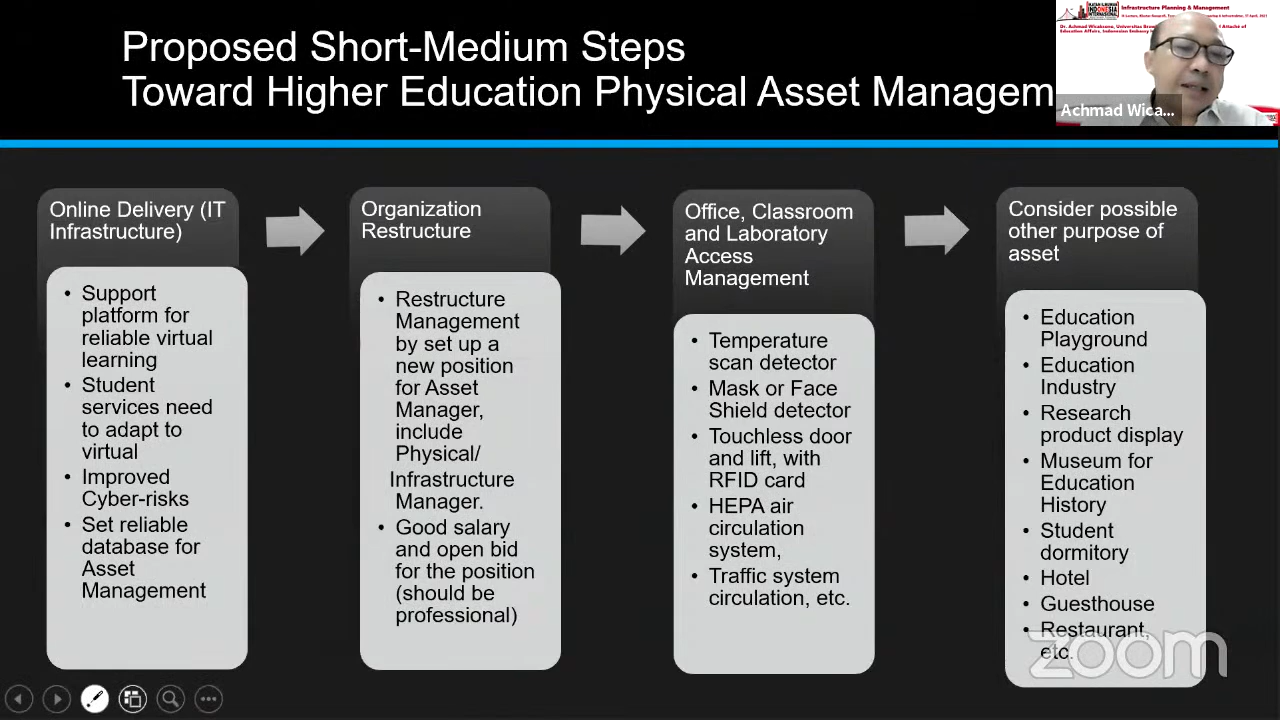 Proposed Short-Medium Steps
Toward Higher Education Physical Asset Managem
INDONESIA
Infrastructure Planning & Management
Achmad Wica...
Online Delivery (IT
Infrastructure)
• Support
platform for
reliable virtual
learning
• Student
services need
to adapt to
virtual
• Improved
Cyber-risks
• Set reliable
database for
Asset
Management
Organization
Restructure
• Restructure
Management
by set up a
new position
for Asset
Manager,
include
Physical/
Infrastructure
Manager.
• Good salary
and open bid
for the position
(should be
professional)
Office, Classroom
and Laboratory
Access
Management
• Temperature
scan detector
• Mask or Face
Shield detector
• Touchless door
and lift, with
RFID card
• HEPA air
circulation
system,
• Traffic system
circulation, etc.
Consider possible
other purpose of
asset
• Education
Playground
• Education
Industry
• Research
product display
• Museum for
Education
History
• Student
dormitory
• Hotel
• Guesthouse
• Restaurant,
etc.
zoom